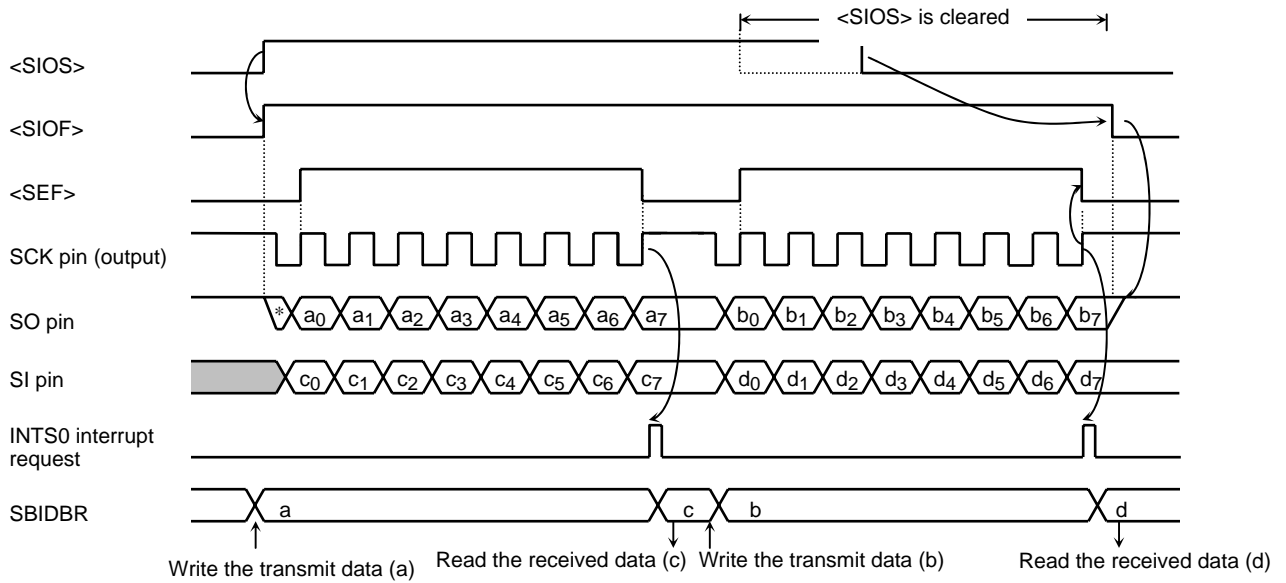 <SIOS> is cleared
<SIOS>
<SIOF>
<SEF>
SCK pin (output)
SO pin * a0 a1 a2 a3 a4 a5 a6 a7 b0 b1 b2 b3 b4 b5 b6 b7
SI pin c0 c1 c2 c3 c4 c5 c6 c7 d0 d1 d2 d3 d4 d5 d6 d7
INTS0 interrupt
request
SBIDBR a c b d
Write the transmit data (a) Read the received data (c) Write the transmit data (b) Read the received data (d)